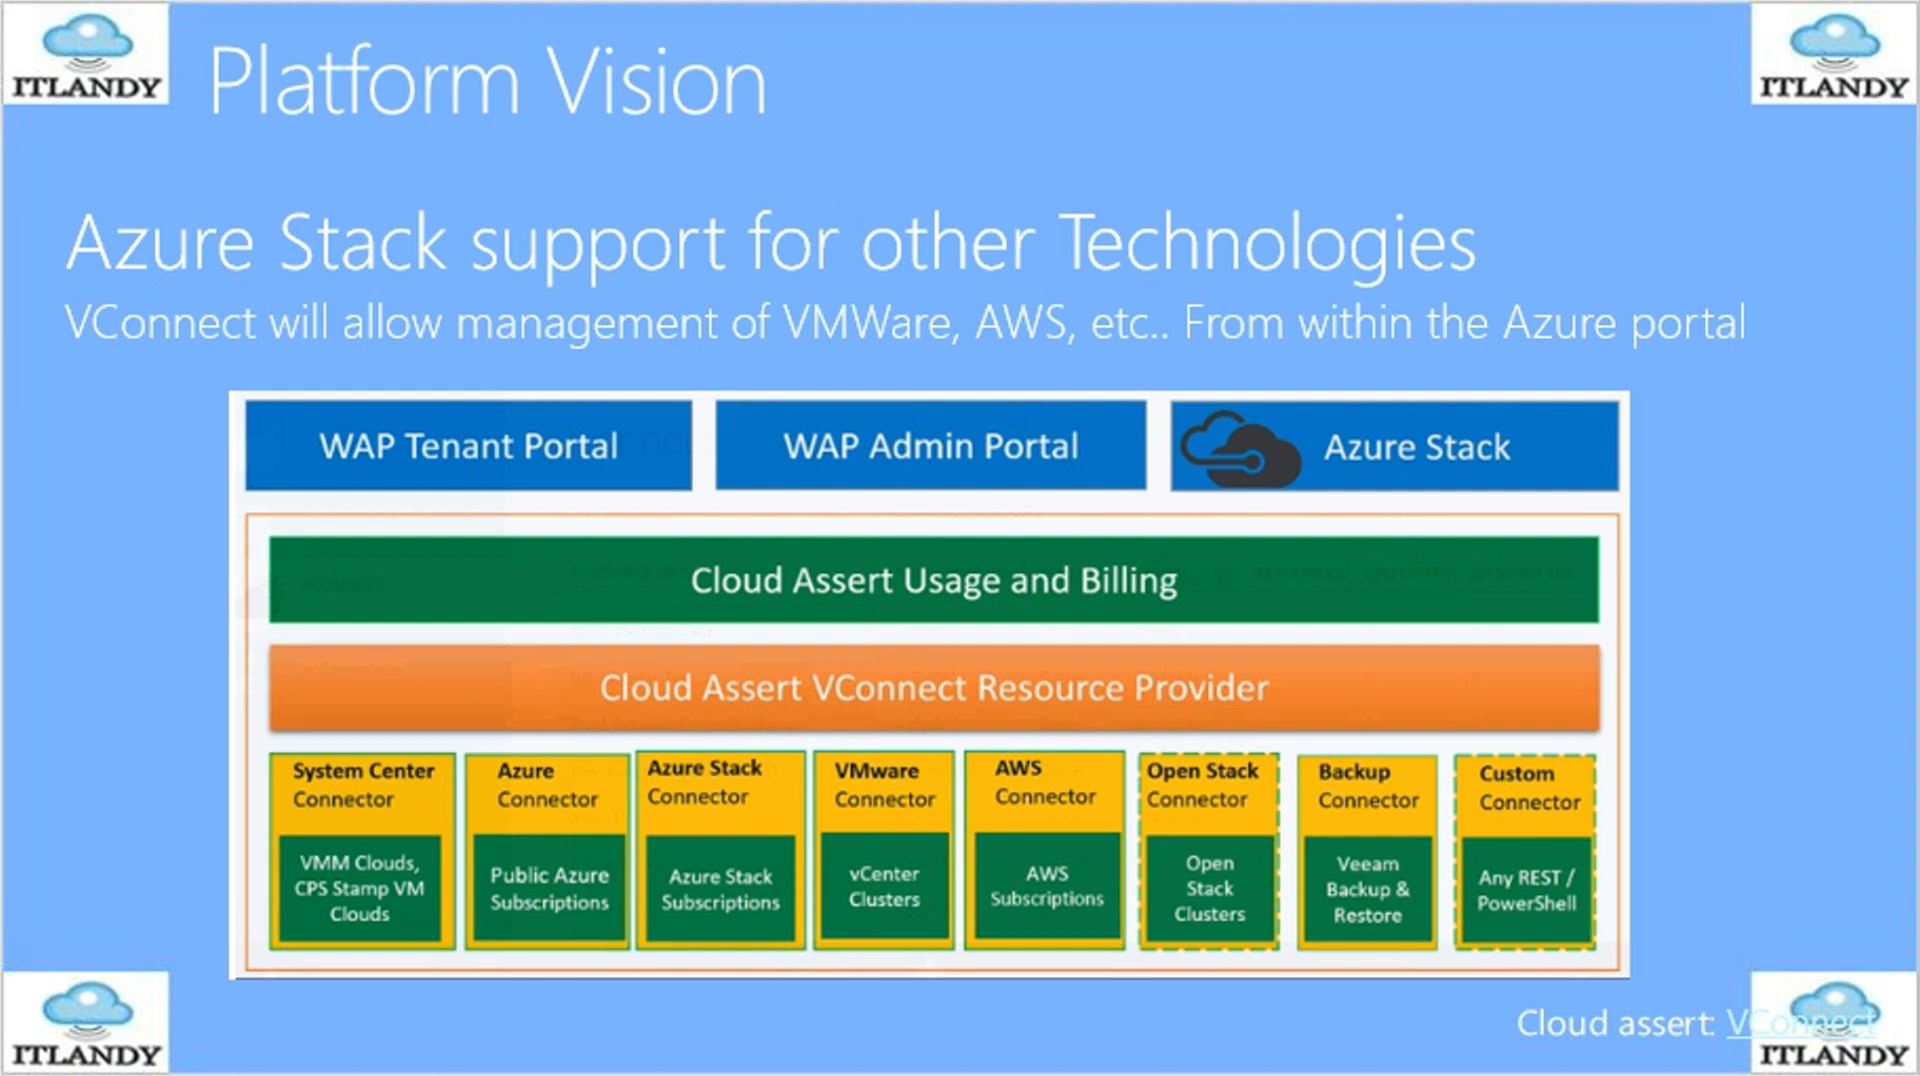 ITLANDY
Platform Vision
ITLANDY
Azure Stack support for other Technologies
VConnect will allow management of VMWare, AWS, etc.. From within the Azure portal
WAP Tenant Portal
WAP Admin Portal
Azure Stack
Cloud Assert Usage and Billing
Cloud Assert VConnect Resource Provider
System Center
Connector
VMM Clouds,
CPS Stamp VM
Clouds
Azure
Connector
Public Azure
Subscriptions
Azure Stack
Connector
Azure Stack
Subscriptions
VMware
Connector
vCenter
Clusters
AWS
Connector
AWS
Subscriptions
Open Stack
Connector
Open
Stack
Clusters
Backup
Connector
Veeam
Backup &
Restore
Custom
Connector
Any REST /
PowerShell
ITLANDY
Cloud assert: VConnect
ITLANDY